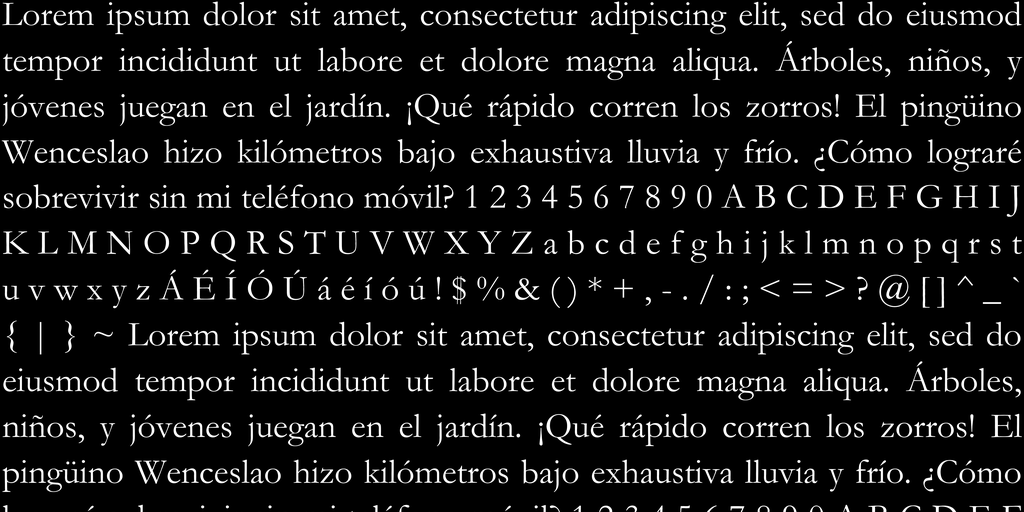 Lorem ipsum dolor sit amet, consectetur adipiscing elit, sed do eiusmod
tempor incididunt ut labore et dolore magna aliqua. Árboles, niños, y
jóvenes juegan en el jardín. ¡Qué rápido corren los zorros! El pingüino
Wenceslao hizo kilómetros bajo exhaustiva lluvia y frío. ¿Cómo lograré
sobrevivir sin mi teléfono móvil? 1 2 3 4 5 6 7 8 9 0 A B C D E F G H I J
K L M N O P Q R S T U V W X Y Z a b c d e f g h i j k l m n o p q r s t
u v w x y z Á É Í Ó Ú á é í ó ú ! $ % & ( ) * + , - . / : ; < = > ? @ [ ] ^ _ `
{ | } ~ Lorem ipsum dolor sit amet, consectetur adipiscing elit, sed do
eiusmod tempor incididunt ut labore et dolore magna aliqua. Árboles,
niños, y jóvenes juegan en el jardín. ¡Qué rápido corren los zorros! El
pingüino Wenceslao hizo kilómetros bajo exhaustiva lluvia y frío. ¿Cómo